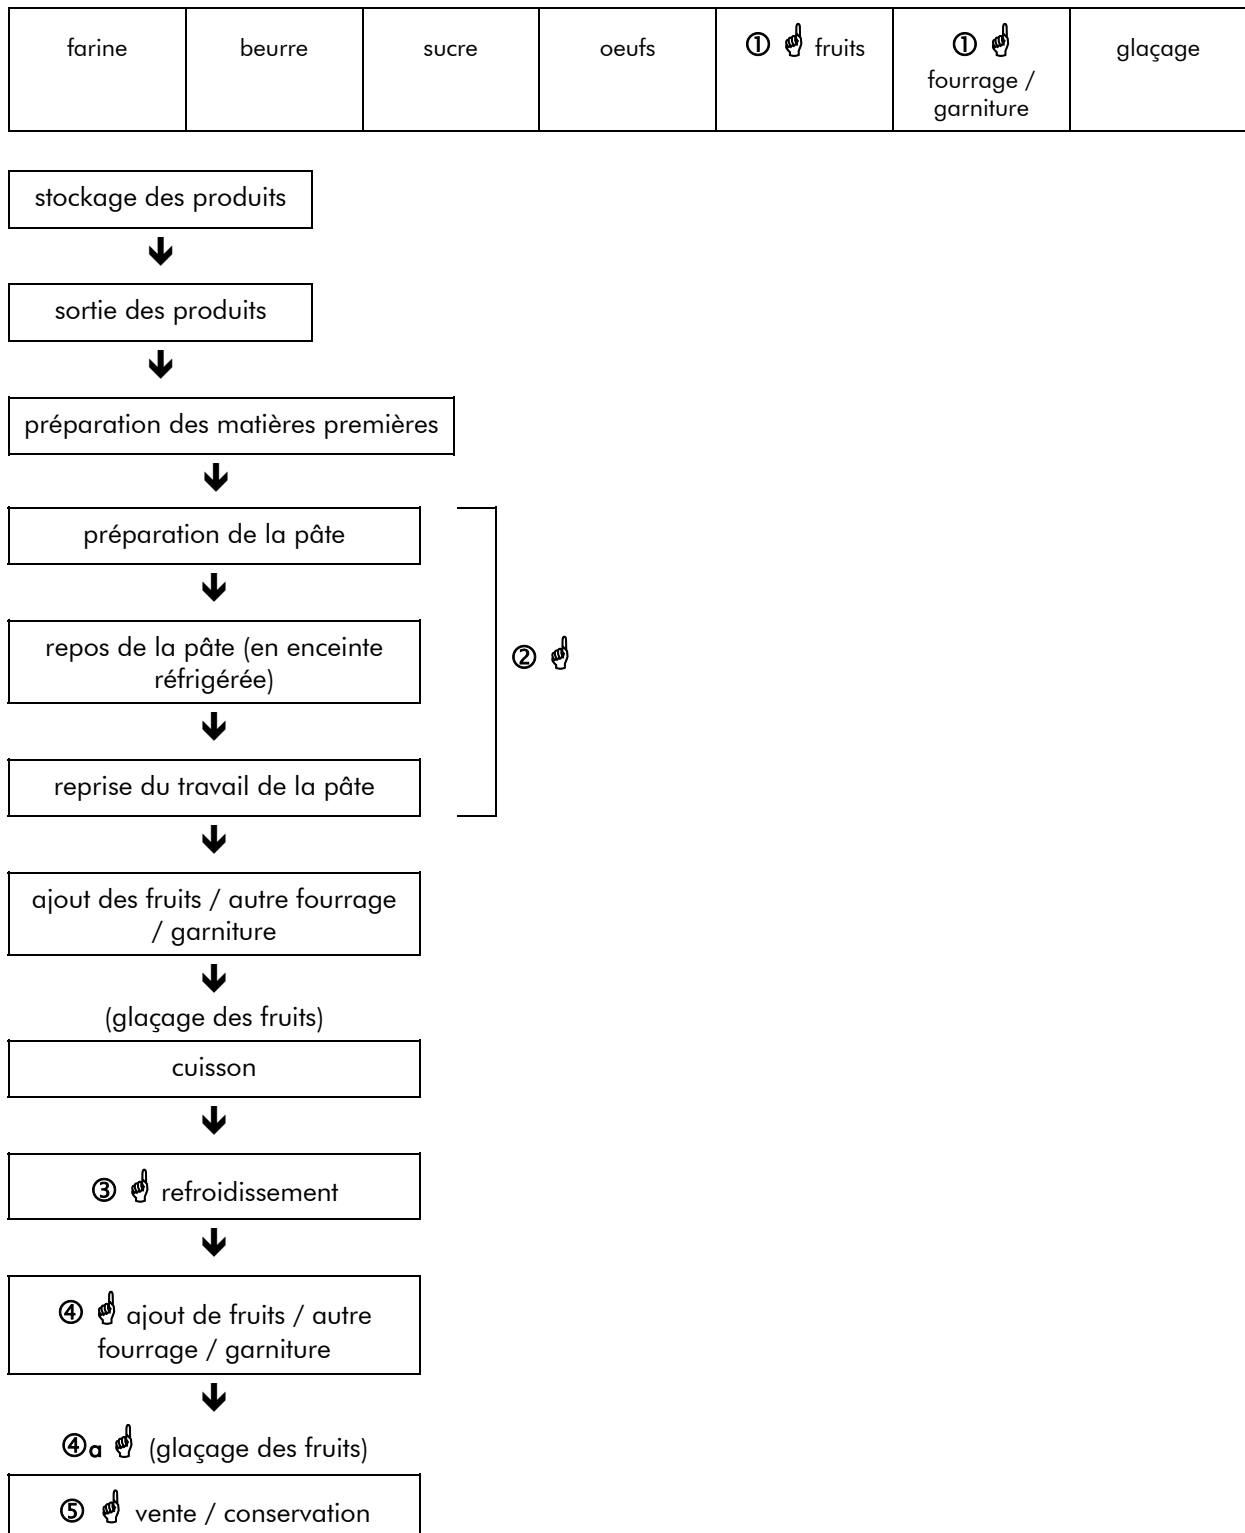 farine
beurre
sucre
oeufs
① ☝ fruits
① ☝
fourrage /
garniture
glaçage
stockage des produits
sortie des produits
préparation des matières premières
préparation de la pâte
repos de la pâte (en enceinte
réfrigérée)
② ☝
reprise du travail de la pâte
ajout des fruits / autre fourrage
/ garniture
(glaçage des fruits)
cuisson
③ ☝ refroidissement
④ ☝ ajout de fruits / autre
fourrage / garniture
④a ☝ (glaçage des fruits)
⑤ ☝ vente / conservation